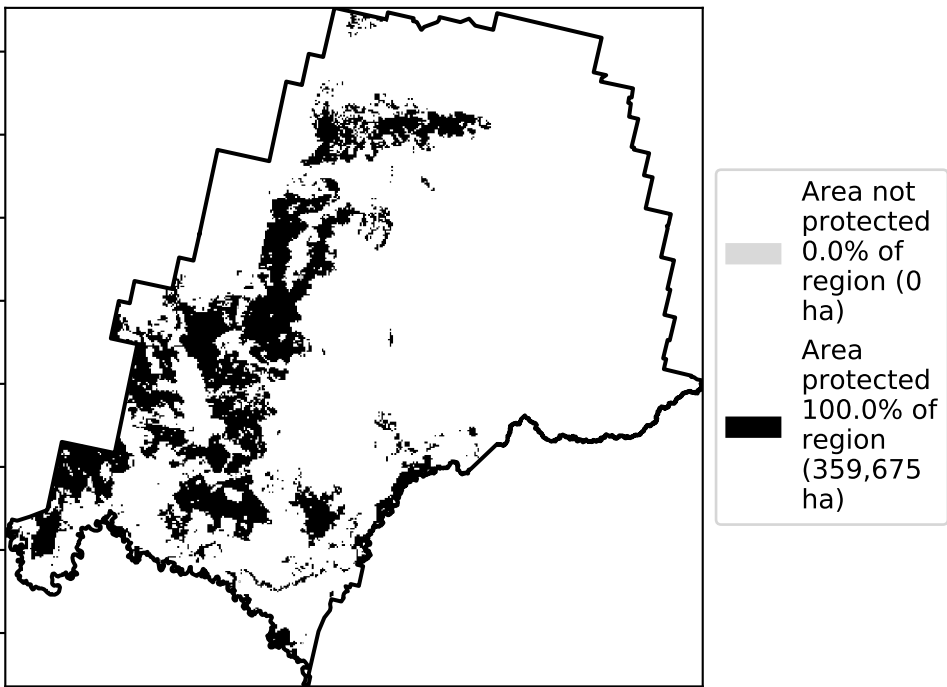 Area not
protected
0.0% of
region (0
ha)
Area
protected
100.0% of
region
(359,675
ha)